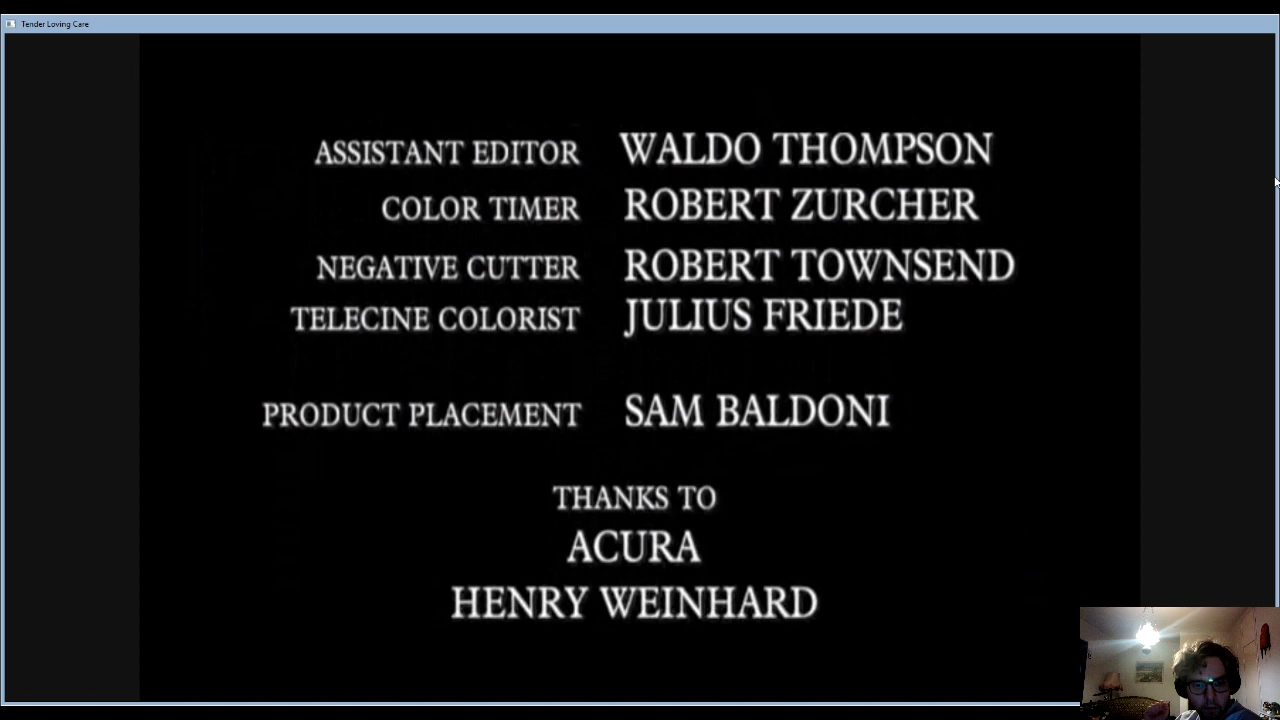 Tender Loving Care
ASSISTANT EDITOR WALDO THOMPSON
COLOR TIMER ROBERT ZURCHER
NEGATIVE CUTTER ROBERT TOWNSEND
TELECINE COLORIST JULIUS FRIEDE
PRODUCT PLACEMENT SAM BALDONI
THANKS TO
ACURA
HENRY WEINHARD